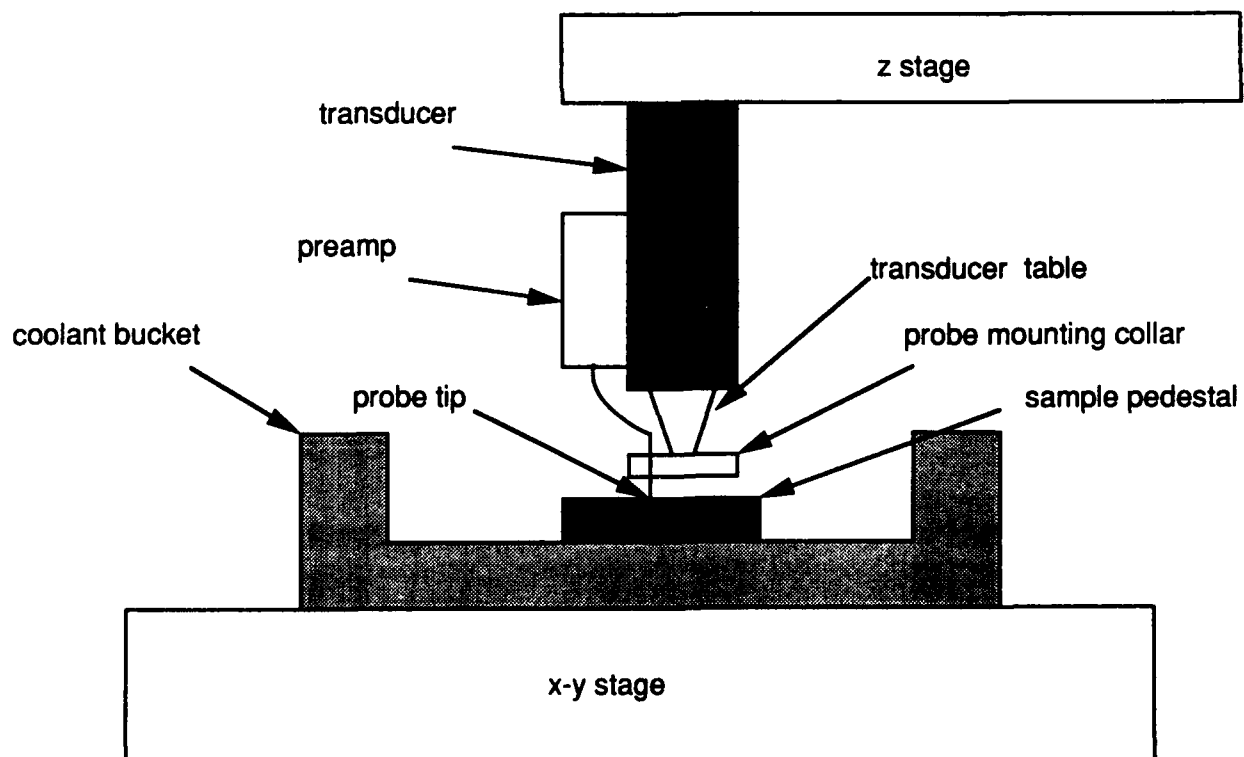 z stage
transducer
preamp
transducer table
coolant bucket
probe mounting collar
probe tip
sample pedestal
x-y stage